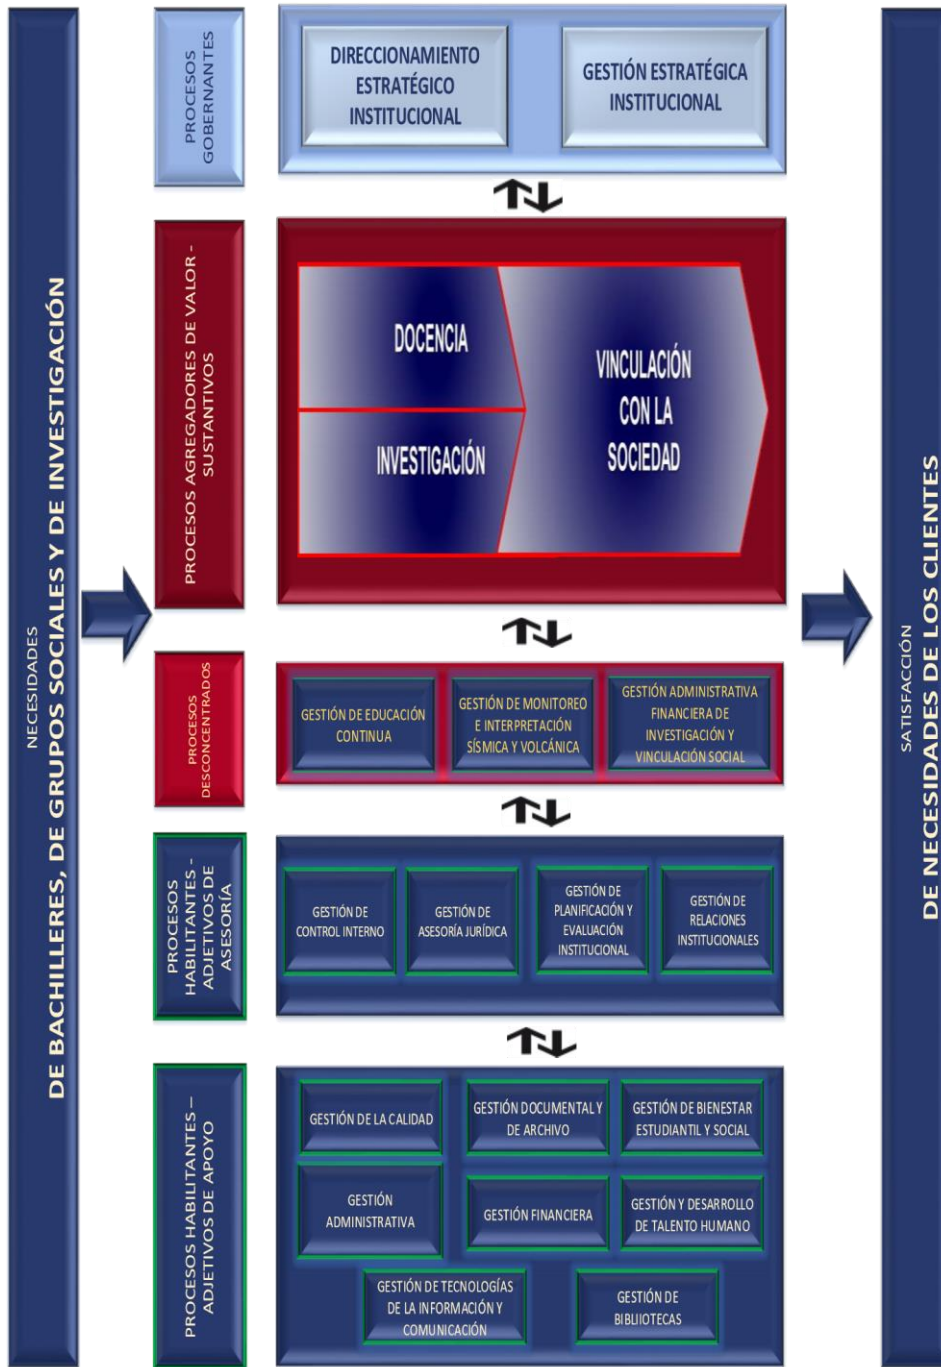 NECESIDADES
DE BACHILLERES, DE GRUPOS SOCIALES Y DE INVESTIGACIÓN
PROCESOS
GOBERNANTES
DIRECCIONAMIENTO
ESTRATÉGICO
INSTITUCIONAL
GESTIÓN ESTRATÉGICA
INSTITUCIONAL
PROCESOS AGREGADORES DE VALOR -
SUSTANTIVOS
DOCENCIA
INVESTIGACIÓN
VINCULACIÓN
CON LA
SOCIEDAD
PROCESOS
DESCONCENTRADOS
GESTIÓN DE EDUCACIÓN
CONTINUA
GESTIÓN DE MONITOREO
E INTERPRETACIÓN
SÍSMICA Y VOLCÁNICA
GESTIÓN ADMINISTRATIVA
FINANCIERA DE
INVESTIGACIÓN Y
VINCULACIÓN SOCIAL
PROCESOS
HABILITANTES -
ADJETIVOS DE
ASESORÍA
GESTIÓN DE
CONTROL INTERNO
GESTIÓN DE
ASESORÍA JURÍDICA
GESTIÓN DE
PLANIFICACIÓN Y
EVALUACIÓN
INSTITUCIONAL
GESTIÓN DE
RELACIONES
INSTITUCIONALES
PROCESOS HABILITANTES –
ADJETIVOS DE APOYO
GESTIÓN DE LA CALIDAD
GESTIÓN DOCUMENTAL Y
DE ARCHIVO
GESTIÓN DE BIENESTAR
ESTUDIANTIL Y SOCIAL
GESTIÓN
ADMINISTRATIVA
GESTIÓN FINANCIERA
GESTIÓN Y DESARROLLO
DE TALENTO HUMANO
GESTIÓN DE TECNOLOGÍAS
DE LA INFORMACIÓN Y
COMUNICACIÓN
GESTIÓN DE
BIBLIIOTECAS
SATISFACCIÓN
DE NECESIDADES DE LOS CLIENTES